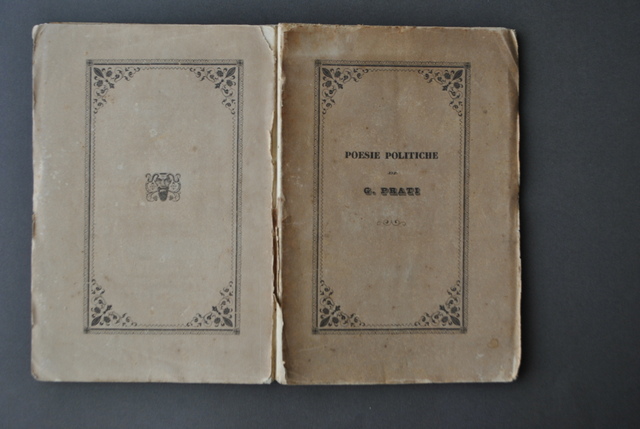 POESIE POLITICHE
DI
G. PRATI